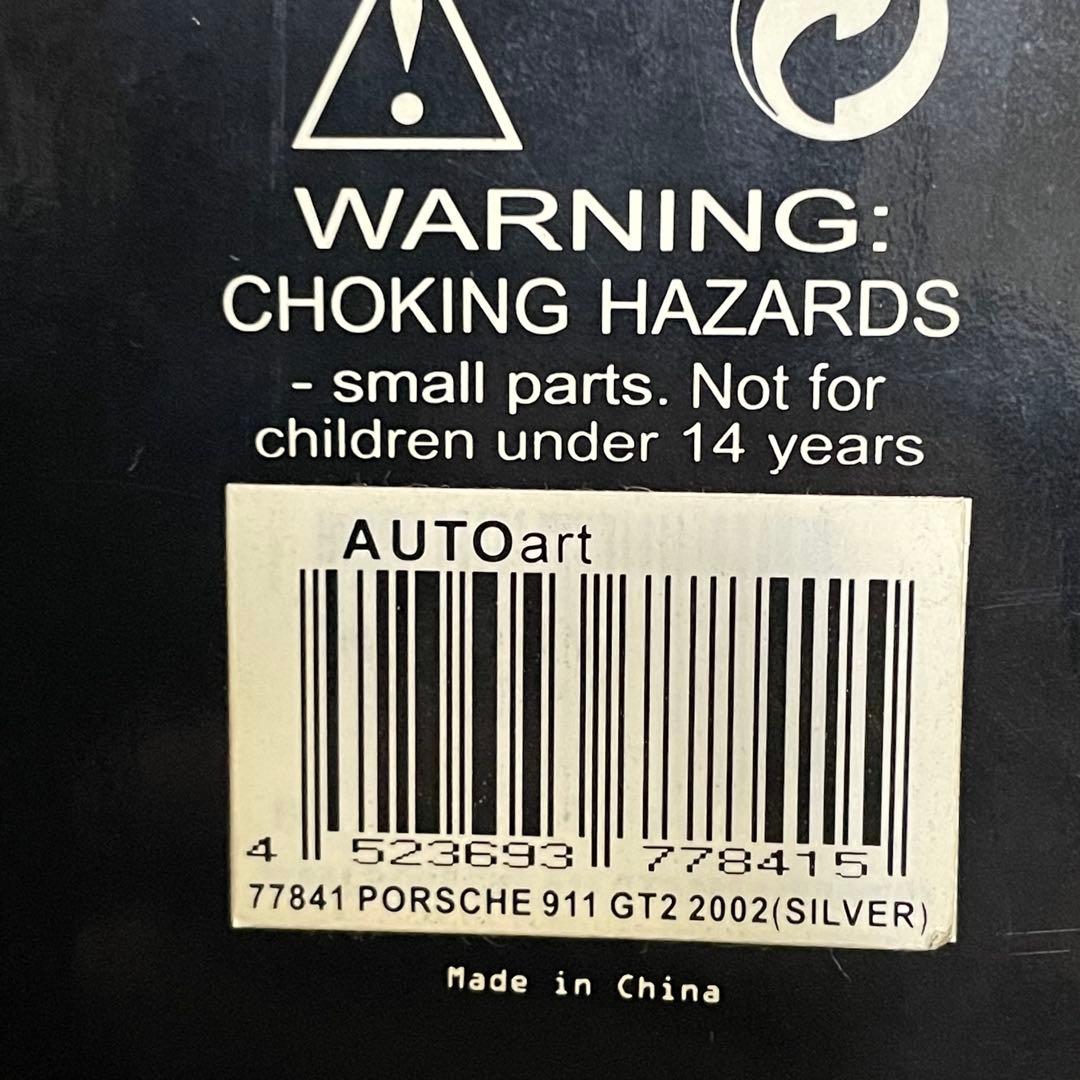 WARNING:
CHOKING HAZARDS
- small parts. Not for
children under 14 years
AUTOart
4 523693 778415
77841 PORSCHE 911 GT2 2002(SILVER)
Made in China